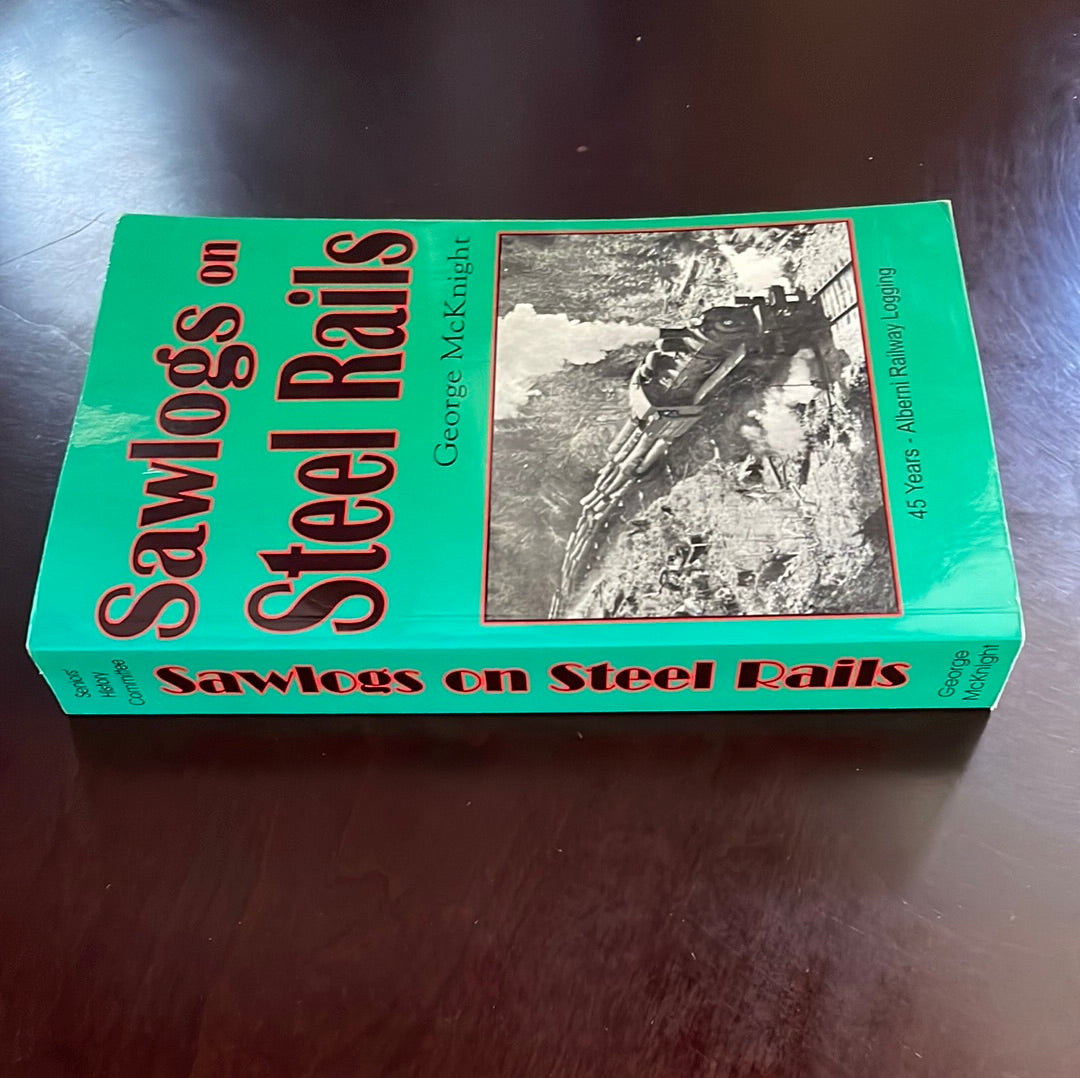 Sawlogs on
Steel Rails
George McKnight
45 Years - Alberni Railway Logging
Seniors'
History
Committee
Sawlogs on Steel Rails
George
McKnight